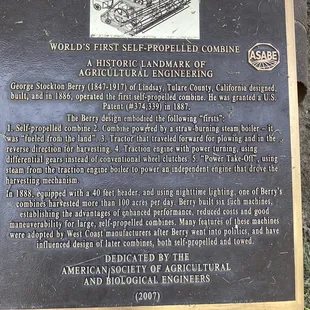 WORLD'S FIRST SELF-PROPELLED COMBINE
ASABE
A HISTORIC LANDMARK OF
AGRICULTURAL ENGINEERING
George Stockton Berry (1847-1917) of Lindsay, Tulare County, California designed,
built, and in 1886, operated the first self-propelled combine. He was granted a U.S.
Patent (#374,339) in 1887.
The Berry design embodied the following "firsts":
1. Self-propelled combine 2. Combine powered by a straw-burning steam boiler - it
was "fueled from the land" 3. Tractor that traveled forward for plowing and in the
reverse direction for harvesting 4. Traction engine with power turning, using
differential gears instead of conventional wheel clutches 5. "Power Take-Off", using
steam from the traction engine boiler to power an independent engine that drove the
harvesting mechanism.
In 1888, equipped with a 40 feet header, and using nighttime lighting, one of Berry's
combines harvested more than 100 acres per day. Berry built six such machines,
establishing the advantages of enhanced performance, reduced costs and good
maneuverability for large, self-propelled combines. Many features of these machines
were adopted by West Coast manufacturers after Berry went into politics, and have
influenced design of later combines, both self-propelled and towed.
DEDICATED BY THE
AMERICAN SOCIETY OF AGRICULTURAL
AND BIOLOGICAL ENGINEERS
(2007)